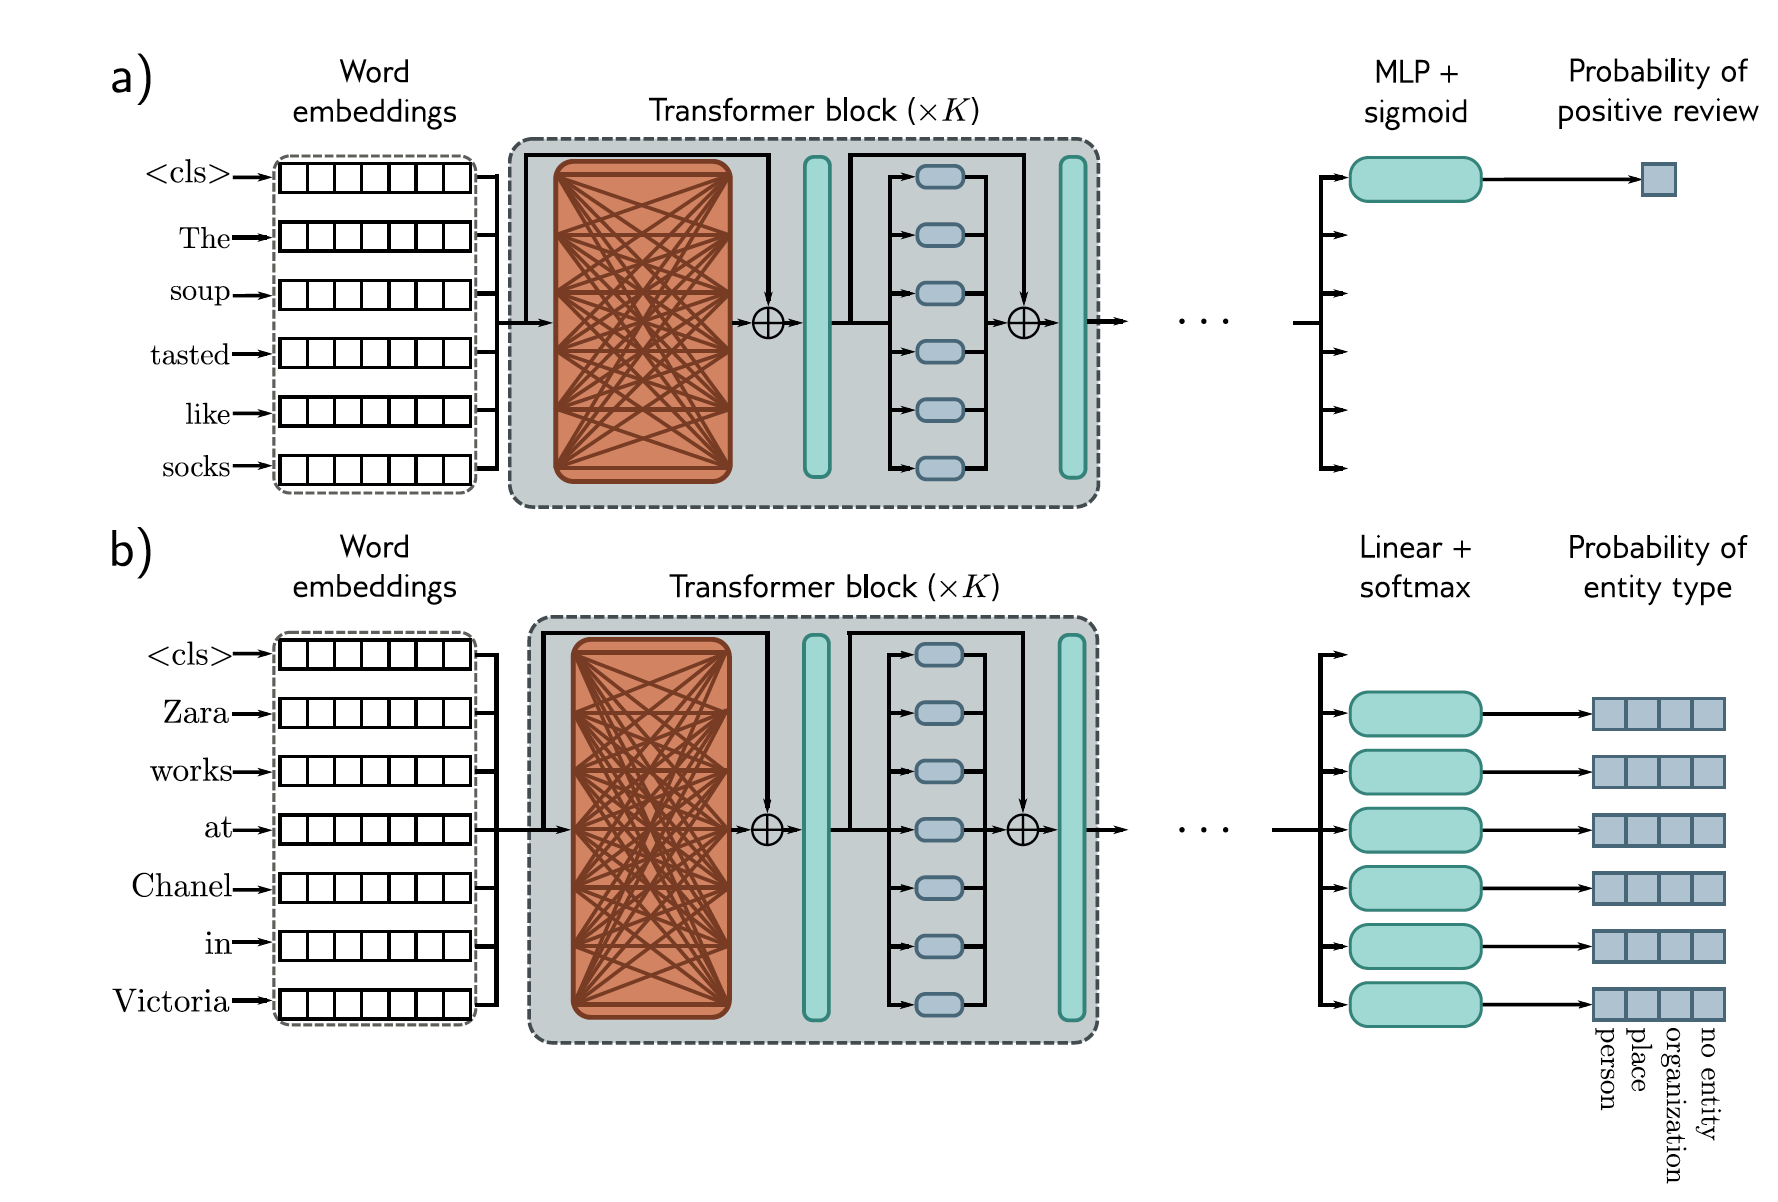 a)
Word
embeddings
Transformer block (×K)
MLP +
sigmoid
Probability of
positive review
<cls>
The
soup
tasted
like
socks
. . .
b)
Word
embeddings
Transformer block (×K)
Linear +
softmax
Probability of
entity type
<cls>
Zara
works
at
Chanel
in
Victoria
. . .
person
place
organization
no entity